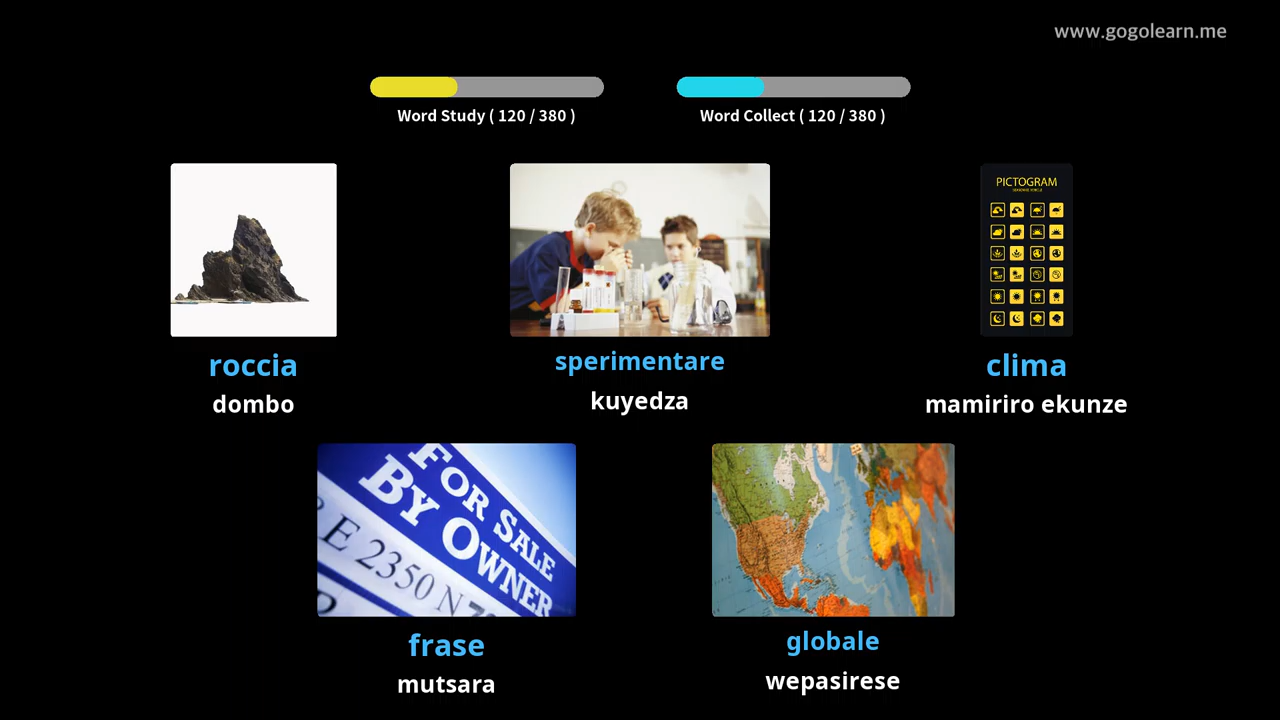 www.gogolearn.me
Word Study ( 120 / 380 )
Word Collect ( 120 / 380 )
PICTOGRAM
roccia
dombo
sperimentare
kuyedza
clima
mamiriro ekunze
FOR SALE
BY OWNER
E 2350 N
frase
mutsara
globale
wepasirese